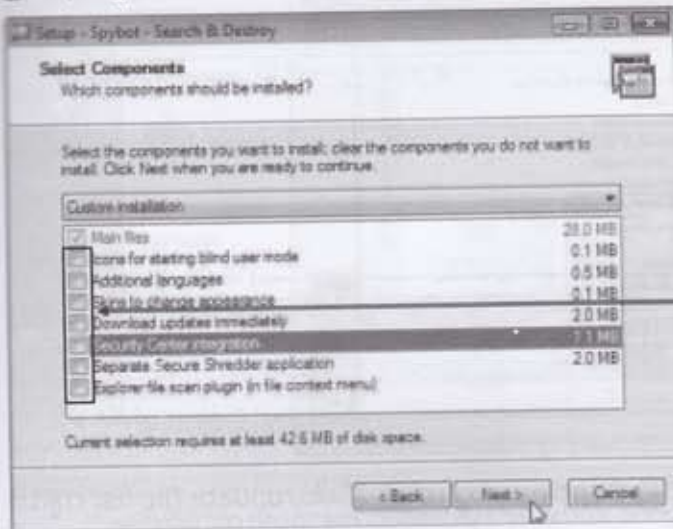 Setup - Spybot - Search & Destroy
Select Components
Which components should be installed?
Select the components you want to install; clear the components you do not want to
install. Click Next when you are ready to continue.
Custom installation
Main files 28.0 MB
Icons for starting blind user mode 0.1 MB
Additional languages 0.5 MB
Skins to change appearance 0.1 MB
Download updates immediately 2.0 MB
Security Center integration MB
Separate Secure Shredder application 2.0 MB
Explorer file scan plugin (in file context menu)
Current selection requires at least 42.6 MB of disk space.
< Back Next > Cancel